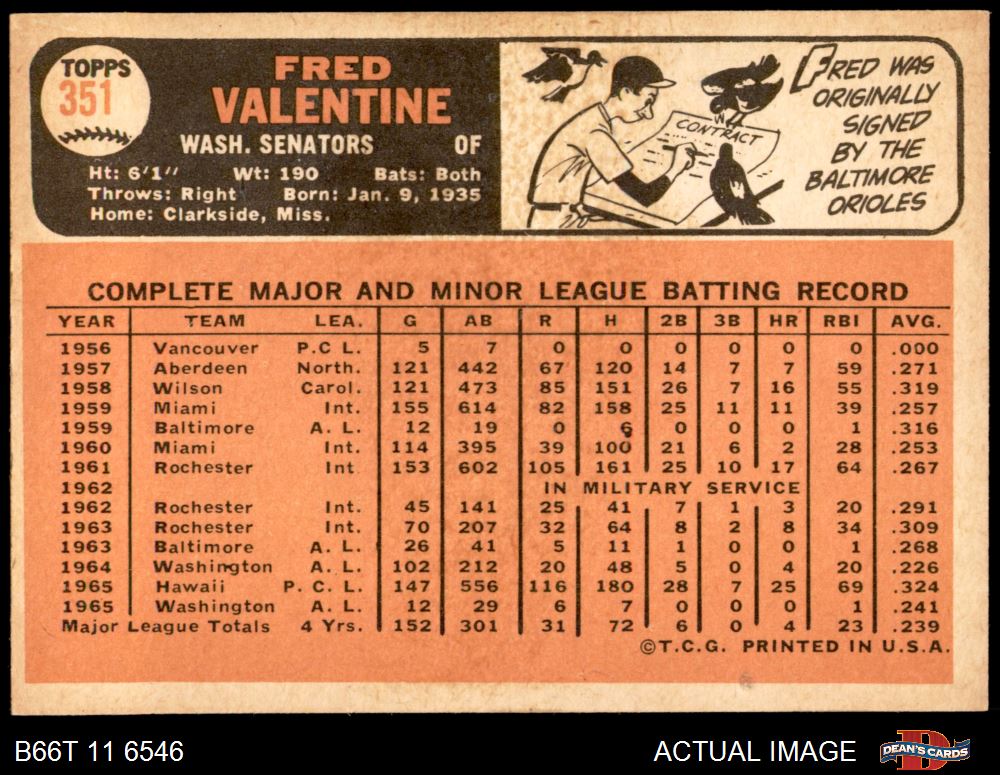 TOPPS
351
FRED
VALENTINE
WASH. SENATORS OF
Ht: 6'1" Wt: 190 Bats: Both
Throws: Right Born: Jan. 9, 1935
Home: Clarkside, Miss.
CONTRACT
FRED WAS
ORIGINALLY
SIGNED
BY THE
BALTIMORE
ORIOLES
COMPLETE MAJOR AND MINOR LEAGUE BATTING RECORD
YEAR TEAM LEA. G AB R H 2B 3B HR RBI AVG.
1956 Vancouver P.C L. 5 7 0 0 0 0 0 0 .000
1957 Aberdeen North. 121 442 67 120 14 7 7 59 .271
1958 Wilson Carol. 121 473 85 151 26 7 16 55 .319
1959 Miami Int. 155 614 82 158 25 11 11 39 .257
1959 Baltimore A. L. 12 19 0 6 0 0 0 1 .316
1960 Miami Int. 114 395 39 100 21 6 2 28 .253
1961 Rochester Int. 153 602 105 161 25 10 17 64 .267
1962 IN MILITARY SERVICE
1962 Rochester Int. 45 141 25 41 7 1 3 20 .291
1963 Rochester Int. 70 207 32 64 8 2 8 34 .309
1963 Baltimore A. L. 26 41 5 11 1 0 0 1 .268
1964 Washington A. L. 102 212 20 48 5 0 4 20 .226
1965 Hawaii P. C. L. 147 556 116 180 28 7 25 69 .324
1965 Washington A. L. 12 29 6 7 0 0 0 1 .241
Major League Totals 4 Yrs. 152 301 31 72 6 0 4 23 .239
©T.C.G. PRINTED IN U.S.A.
B66T 11 6546 ACTUAL IMAGE DEAN'S CARDS